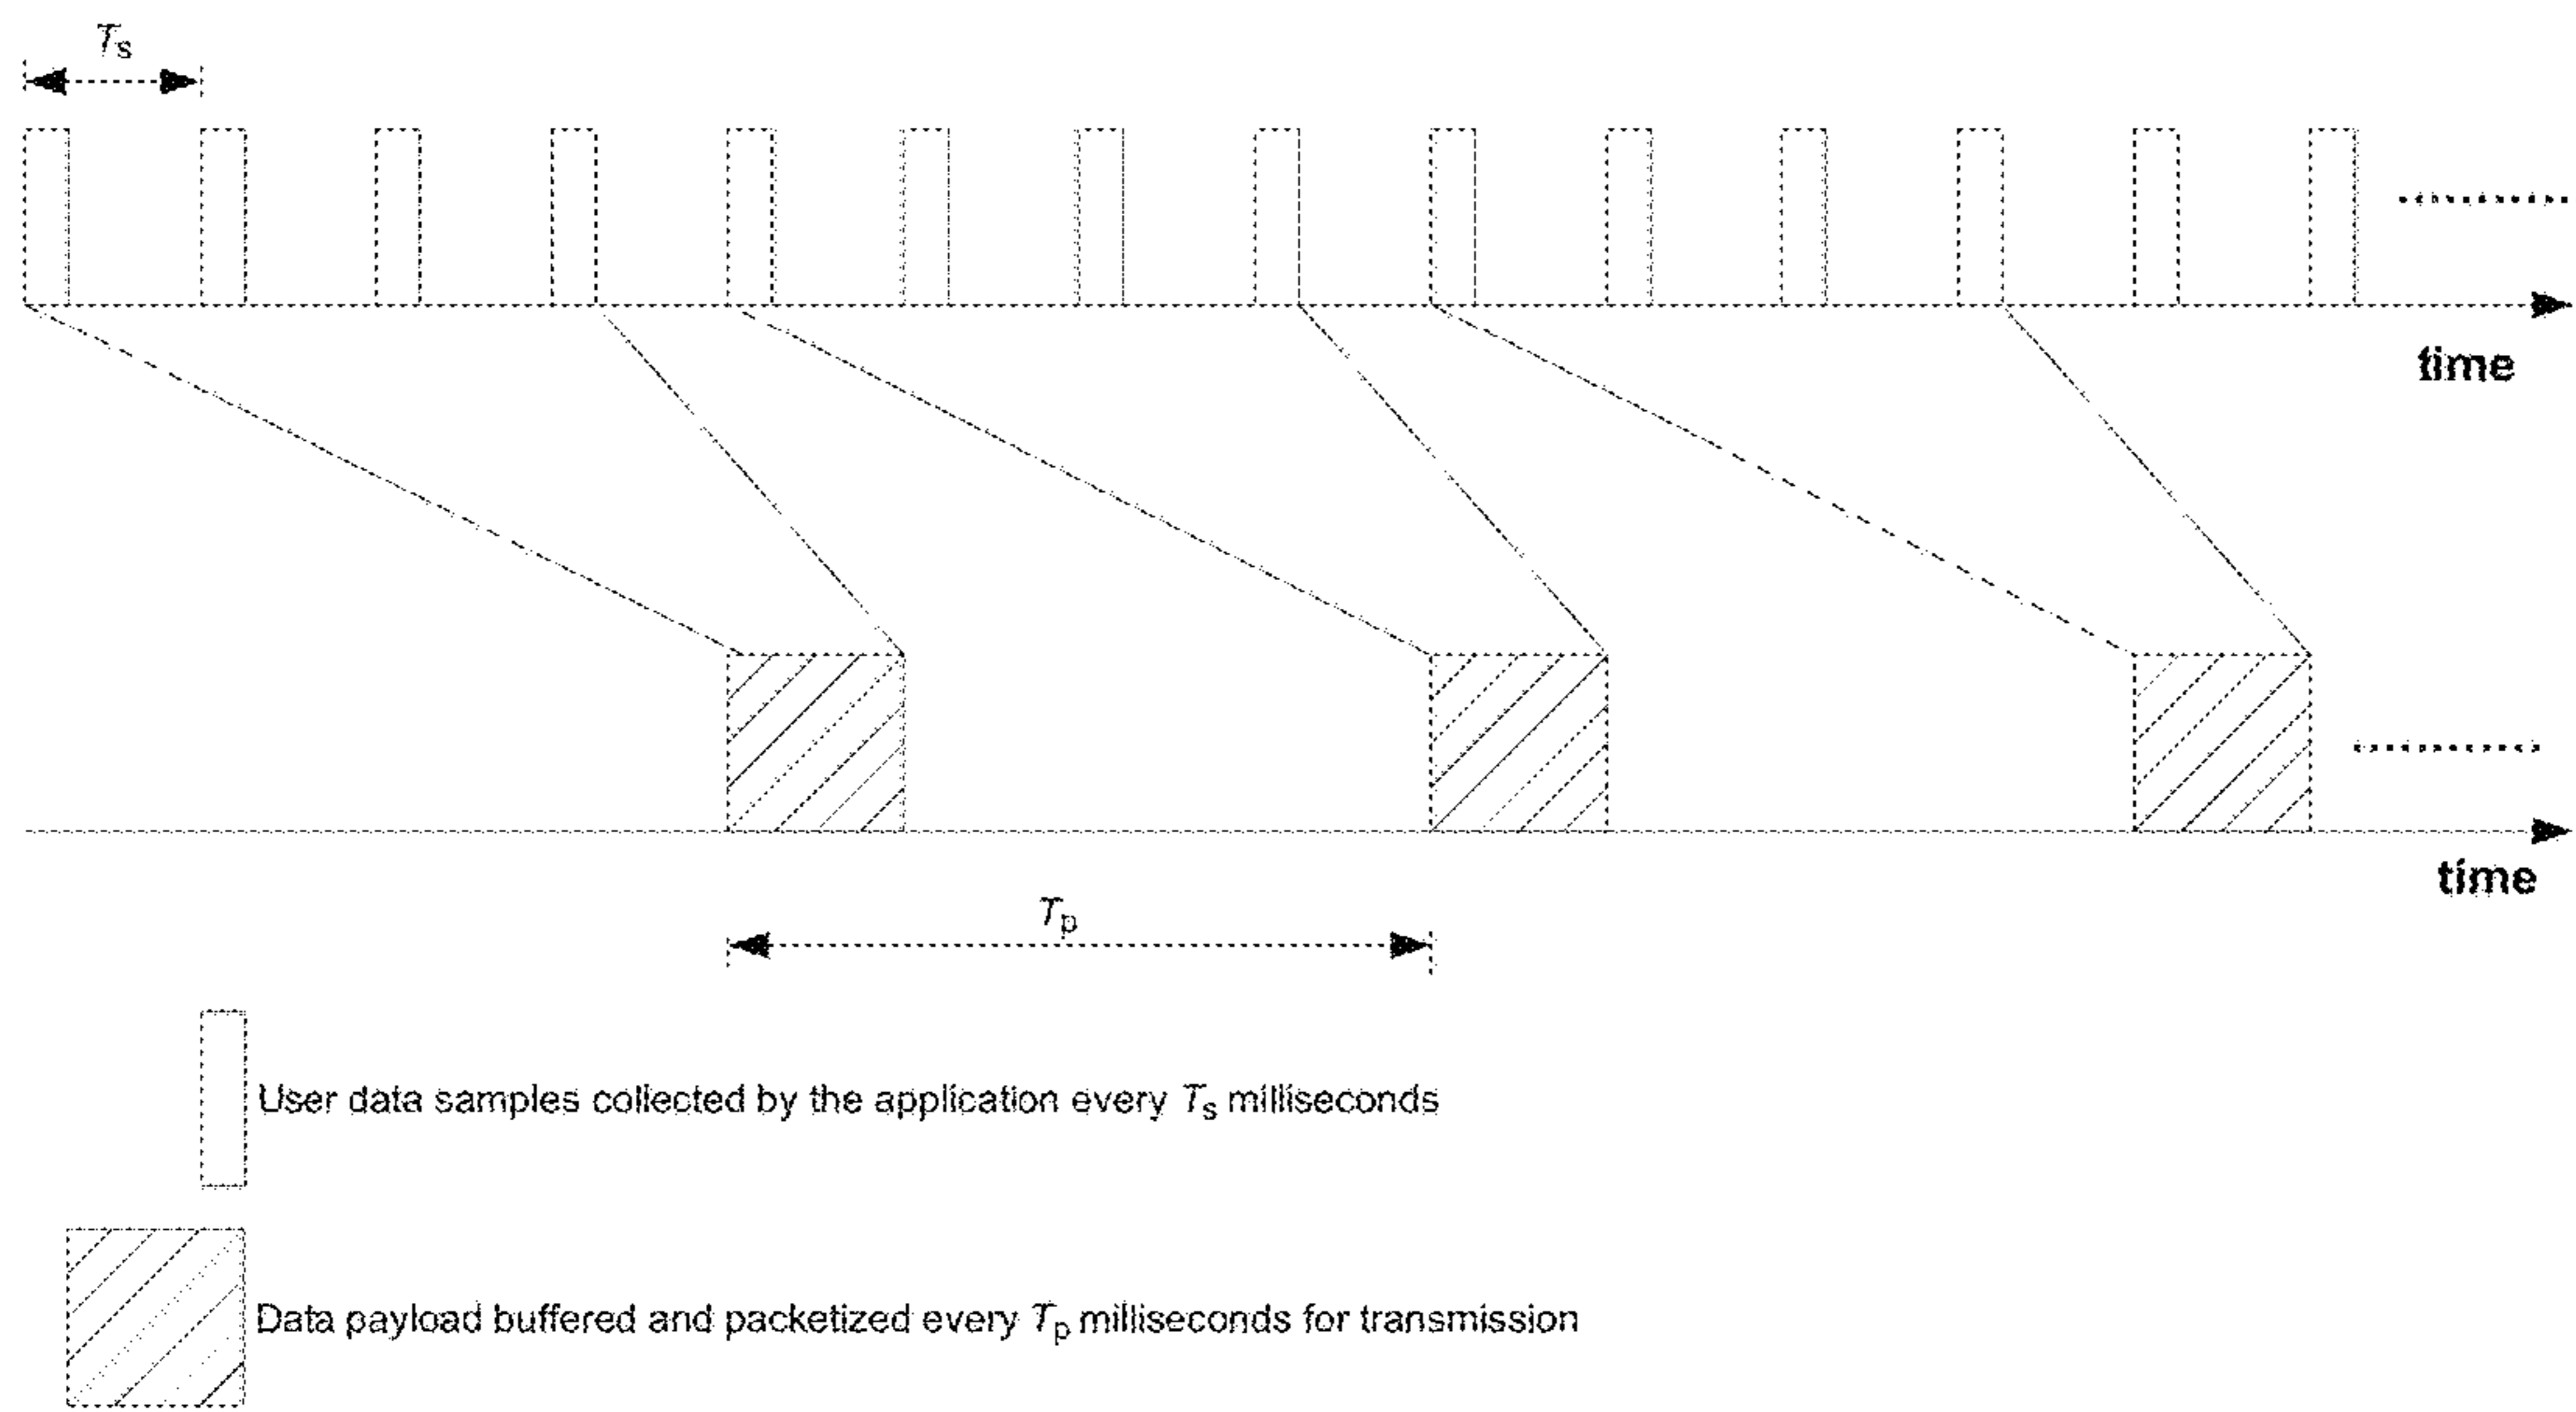 Ts
time
time
Tp
User data samples collected by the application every Ts milliseconds
Data payload buffered and packetized every Tp milliseconds for transmission